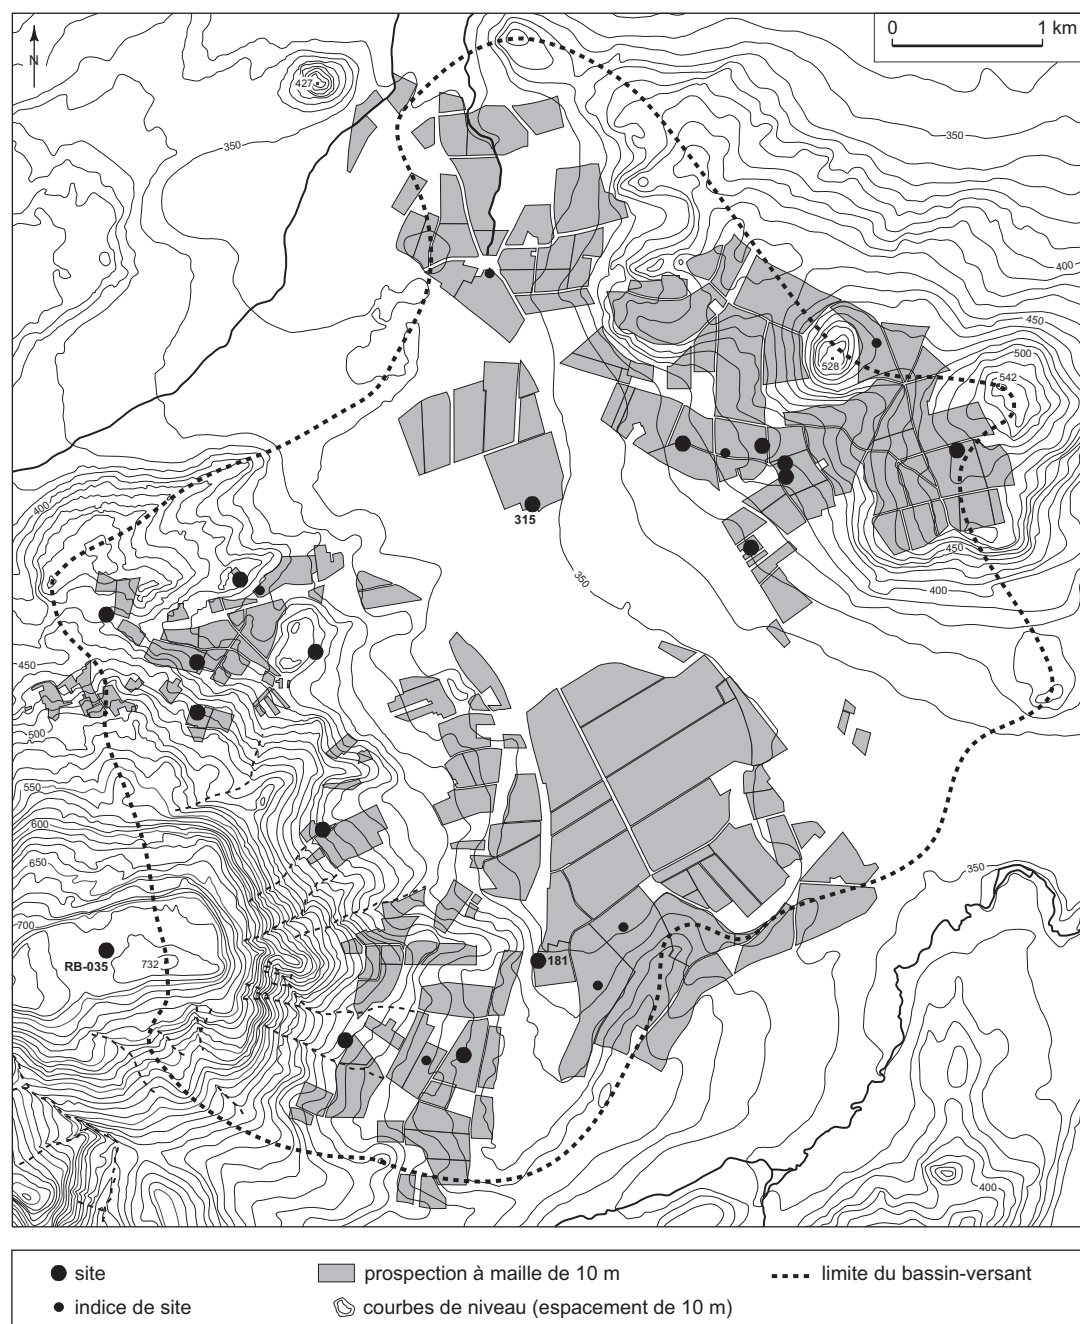 0 1 km
N
427
350
350
400
450
500
528
542
315
400
450
350
400
450
500
550
600
650
700
732
RB-035
181
350
400
site
prospection à maille de 10 m
limite du bassin-versant
indice de site
courbes de niveau (espacement de 10 m)